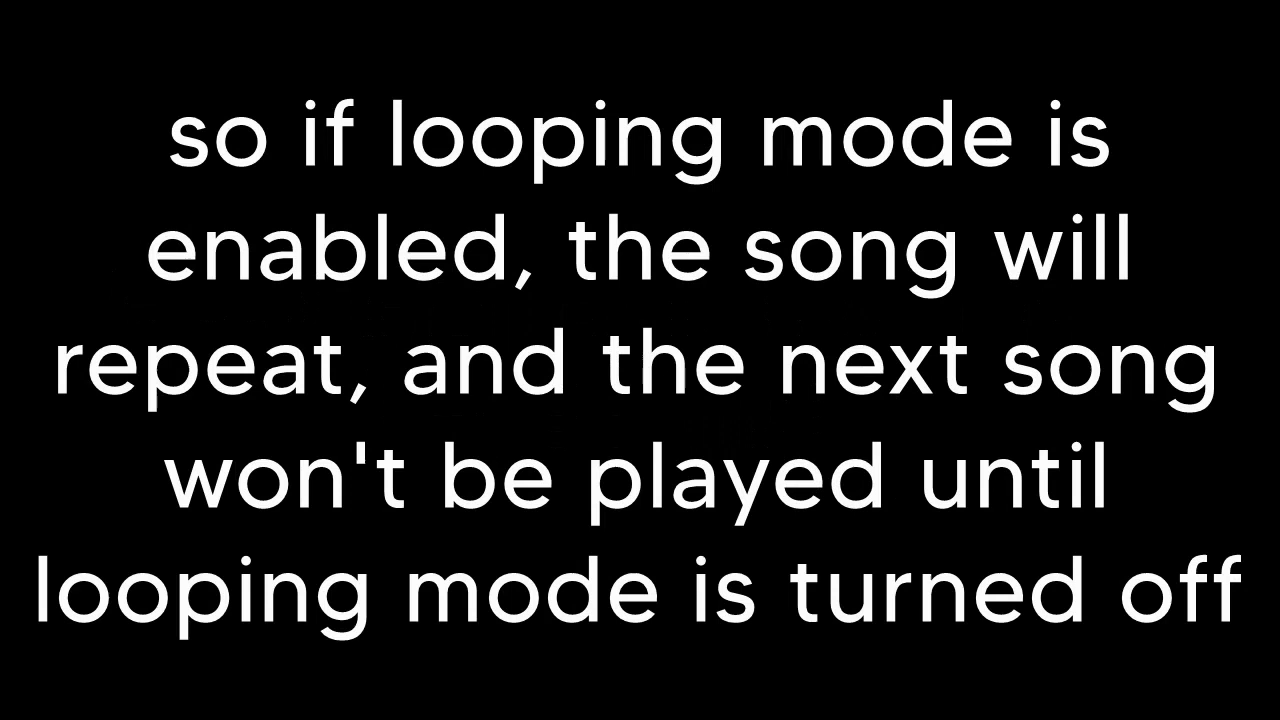 so if looping mode is
enabled, the song will
repeat, and the next song
won't be played until
looping mode is turned off